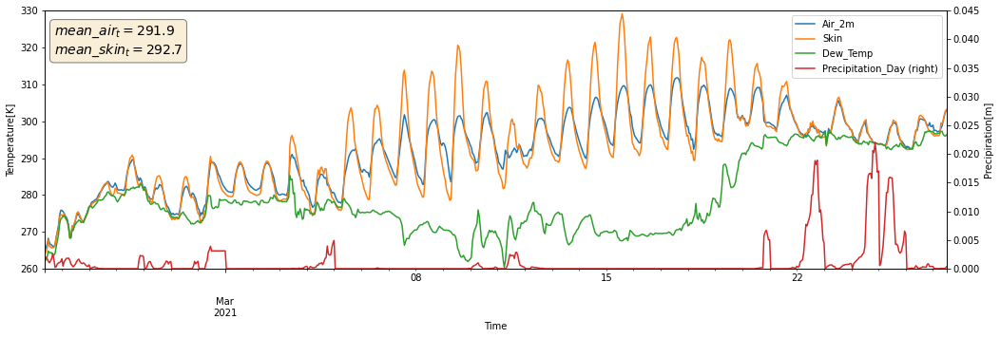 mean_air_t = 291.9
mean_skin_t = 292.7
Air_2m
Skin
Dew_Temp
Precipitation_Day (right)
Temperature[K]
330
320
310
300
290
280
270
260
0.045
0.040
0.035
0.030
0.025
0.020
0.015
0.010
0.005
0.000
Precipiration[m]
08
15
22
Mar
2021
Time